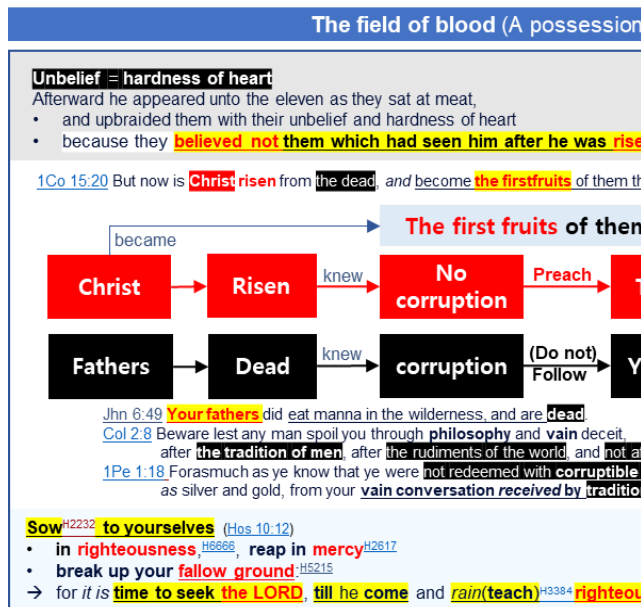 The field of blood (A possession
Unbelief = hardness of heart
Afterward he appeared unto the eleven as they sat at meat,
• and upbraided them with their unbelief and hardness of heart
• because they believed not them which had seen him after he was rise
1Co 15:20 But now is Christ risen from the dead, and become the firstfruits of them th
became
The first fruits of them
Christ
Risen
knew
No corruption
Preach
T
Fathers
Dead
knew
corruption
(Do not) Follow
Y
Jhn 6:49 Your fathers did eat manna in the wilderness, and are dead.
Col 2:8 Beware lest any man spoil you through philosophy and vain deceit,
after the tradition of men, after the rudiments of the world, and not af
1Pe 1:18 Forasmuch as ye know that ye were not redeemed with corruptible
as silver and gold, from your vain conversation received by tradition
Sow H2232 to yourselves (Hos 10:12)
• in righteousness, H6666, reap in mercy H2617
• break up your fallow ground: H5215
→ for it is time to seek the LORD, till he come and rain(teach) H3384 righteou